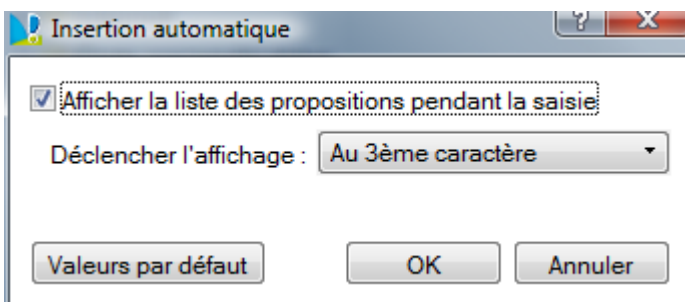 Insertion automatique
Afficher la liste des propositions pendant la saisie
Déclencher l'affichage : Au 3ème caractère
Valeurs par défaut OK Annuler